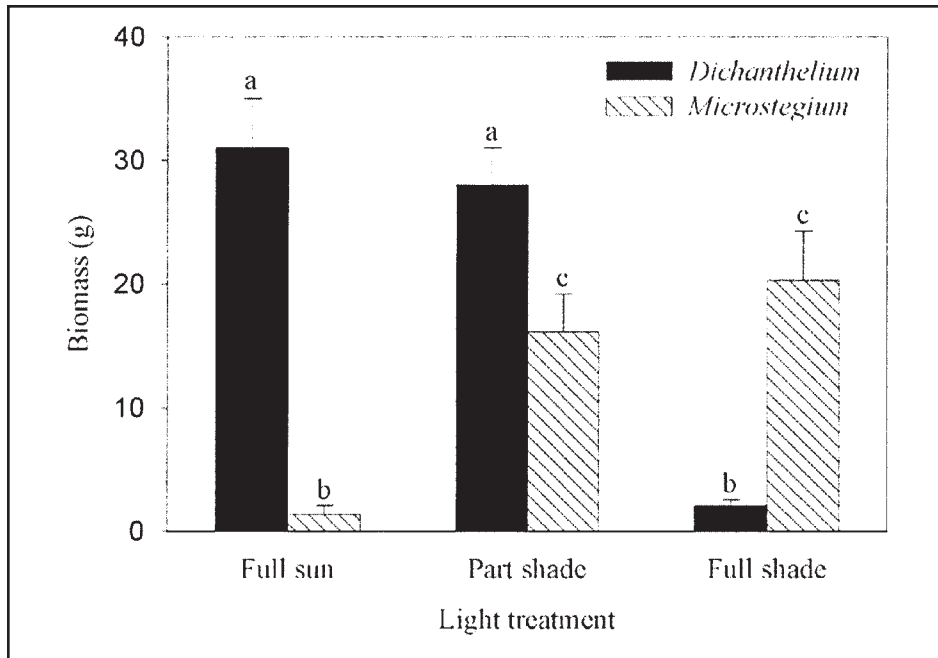 40
30
20
10
0
Biomass (g)
Dichanthelium
Microstegium
a
b
a
c
b
c
Full sun Part shade Full shade
Light treatment